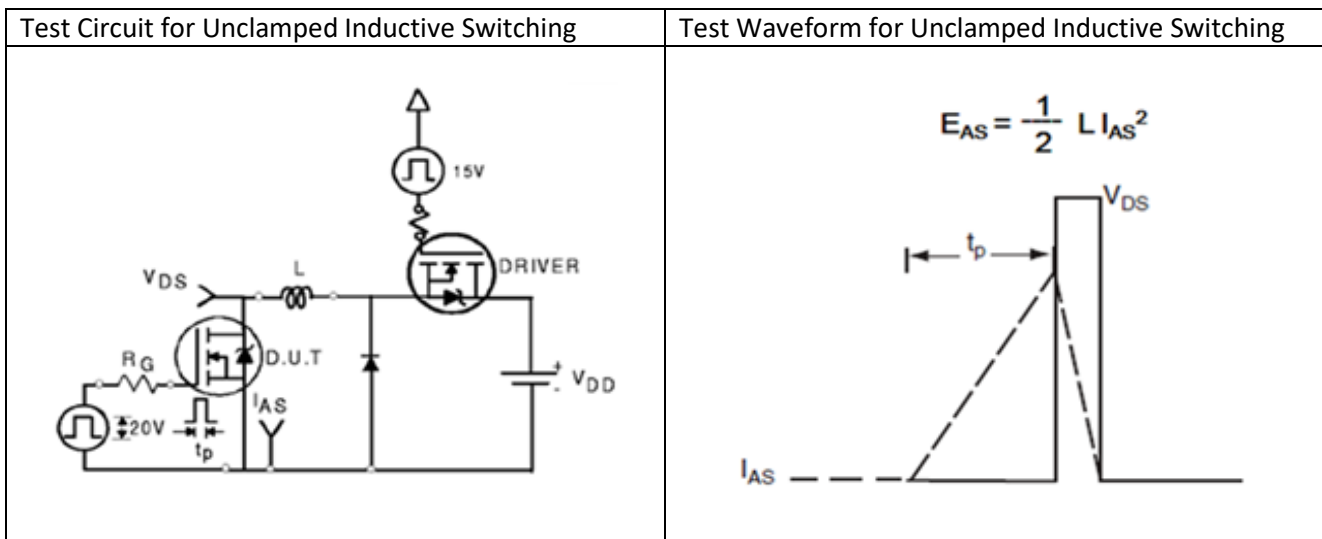 Test Circuit for Unclamped Inductive Switching
Test Waveform for Unclamped Inductive Switching
15V
DRIVER
L
VDS
D.U.T
RG
20V
tp
IAS
+
VDD
-
EAS = 1/2 L IAS²
VDS
tp
IAS